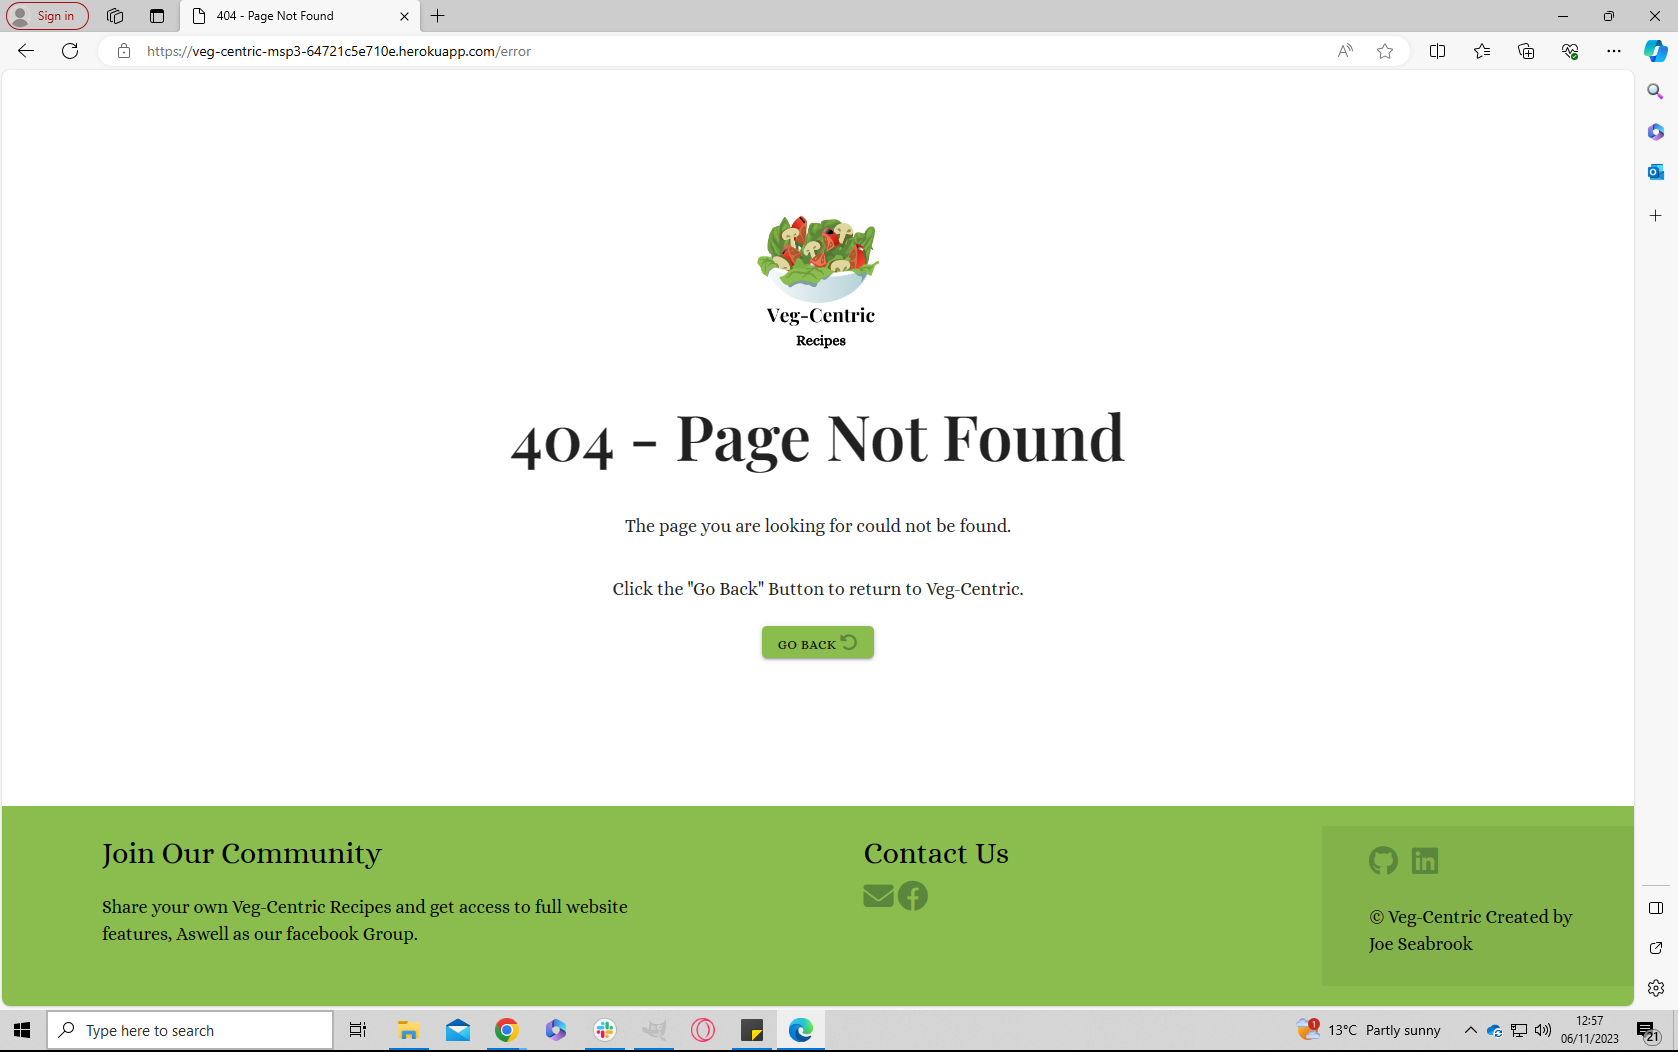 Sign in
404 - Page Not Found
https://veg-centric-msp3-64721c5e710e.herokuapp.com/error
Veg-Centric
Recipes
404 - Page Not Found
The page you are looking for could not be found.
Click the "Go Back" Button to return to Veg-Centric.
GO BACK
Join Our Community
Share your own Veg-Centric Recipes and get access to full website
features, Aswell as our facebook Group.
Contact Us
© Veg-Centric Created by
Joe Seabrook
Type here to search
1
13°C Partly sunny
12:57
06/11/2023
21